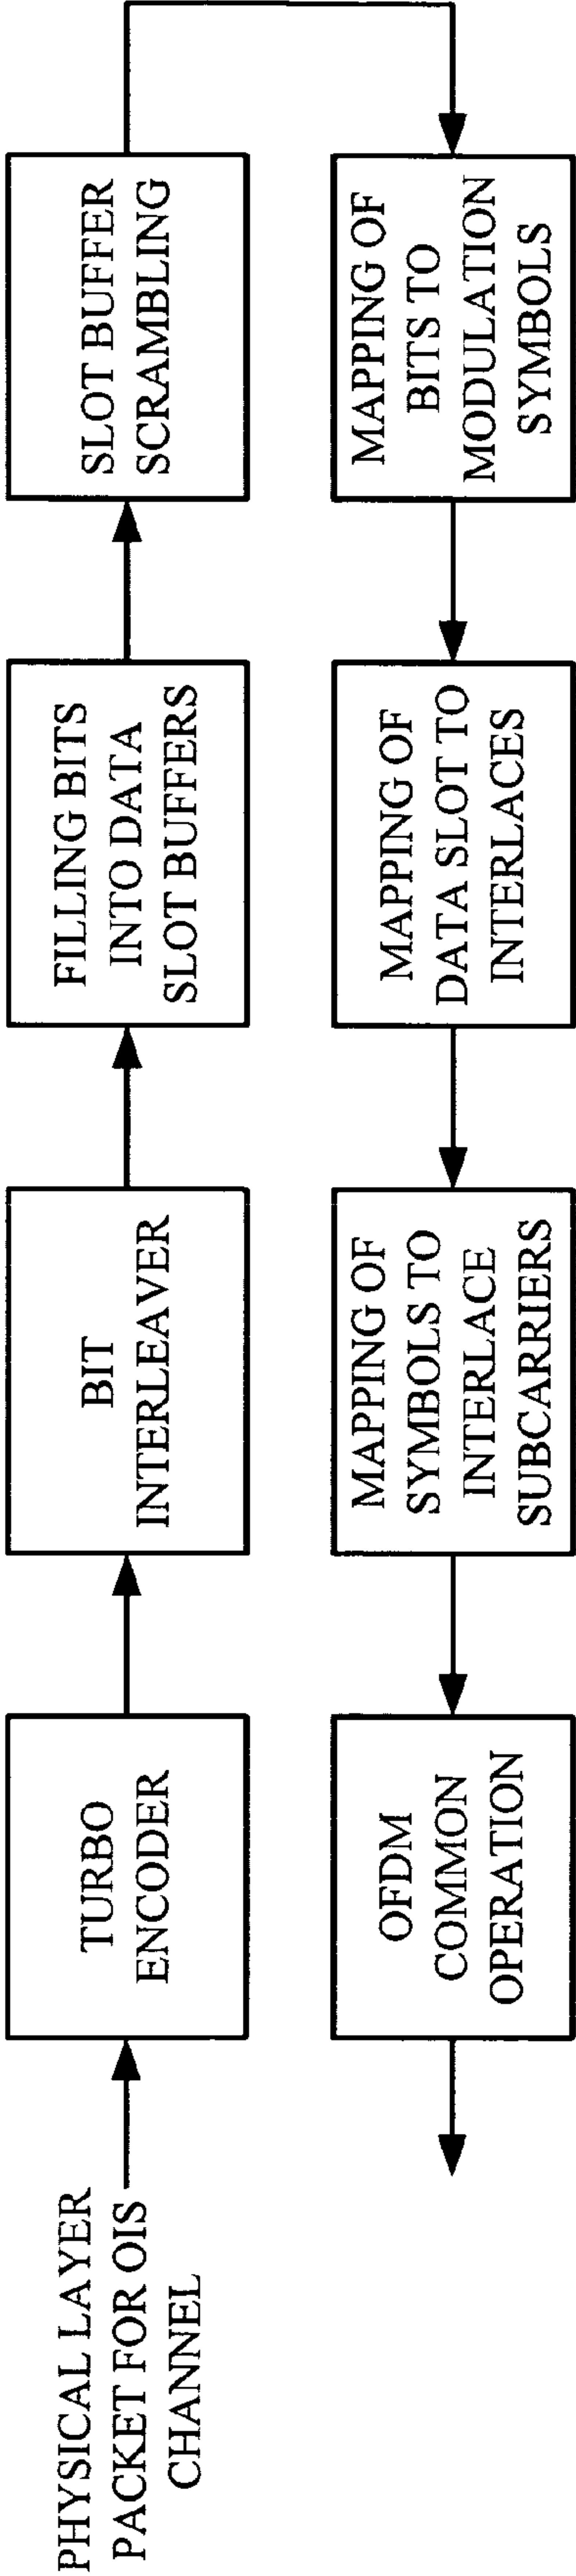 PHYSICAL LAYER
PACKET FOR OIS
CHANNEL
TURBO
ENCODER
BIT
INTERLEAVER
FILLING BITS
INTO DATA
SLOT BUFFERS
SLOT BUFFER
SCRAMBLING
MAPPING OF
BITS TO
MODULATION
SYMBOLS
MAPPING OF
DATA SLOT TO
INTERLACES
MAPPING OF
SYMBOLS TO
INTERLACE
SUBCARRIERS
OFDM
COMMON
OPERATION